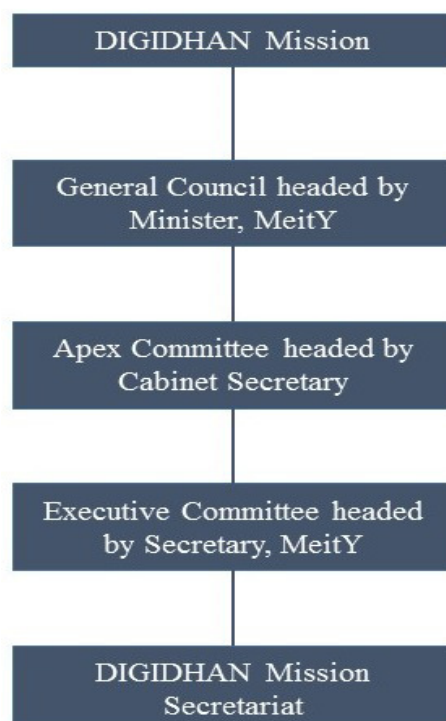 DIGIDHAN Mission
General Council headed by
Minister, MeitY
Apex Committee headed by
Cabinet Secretary
Executive Committee headed
by Secretary, MeitY
DIGIDHAN Mission
Secretariat